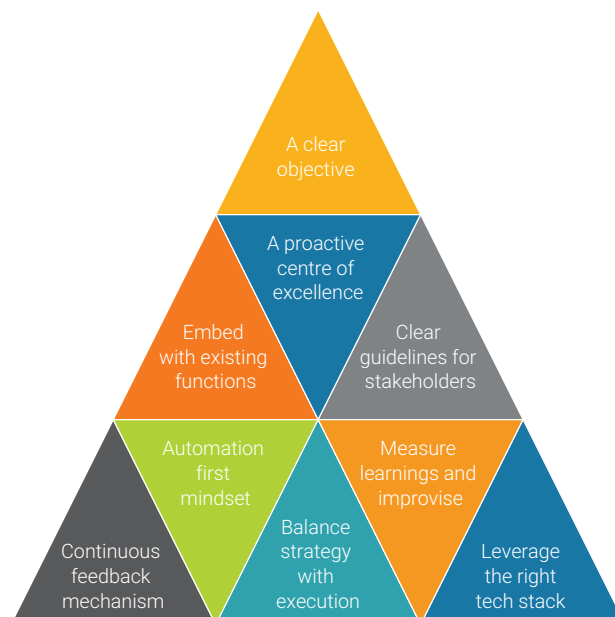 A clear
objective
A proactive
centre of
excellence
Embed
with existing
functions
Clear
guidelines for
stakeholders
Automation
first
mindset
Measure
learnings and
improvise
Continuous
feedback
mechanism
Balance
strategy
with
execution
Leverage
the right
tech stack